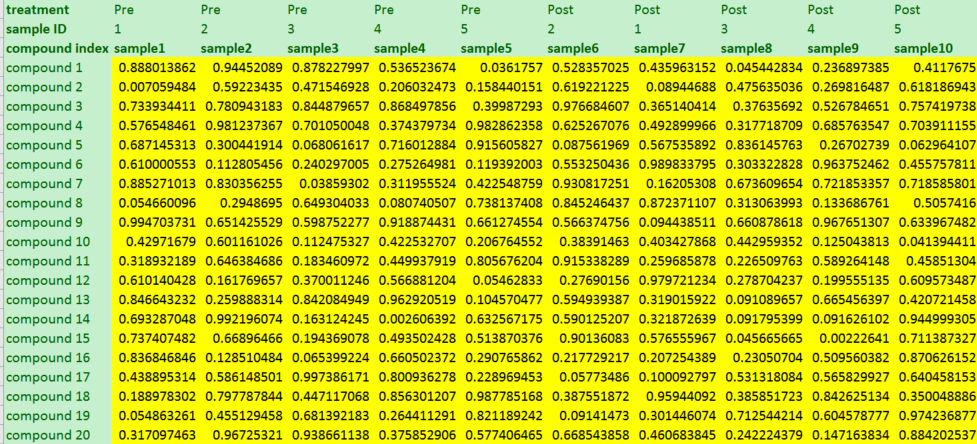 treatment Pre Pre Pre Pre Pre Post Post Post Post Post
sample ID 1 2 3 4 5 2 1 3 4 5
compound index sample1 sample2 sample3 sample4 sample5 sample6 sample7 sample8 sample9 sample10
compound 1 0.888013862 0.94452089 0.878227997 0.536523674 0.0361757 0.528357025 0.435963152 0.045442834 0.236897385 0.4117675
compound 2 0.007059484 0.59223435 0.471546928 0.206032473 0.158440151 0.619221225 0.08944688 0.475635036 0.269816487 0.618186943
compound 3 0.733934411 0.780943183 0.844879657 0.868497856 0.39987293 0.976684607 0.365140414 0.37635692 0.526784651 0.757419738
compound 4 0.576548461 0.981237367 0.701050048 0.374379734 0.982862358 0.625267076 0.492899966 0.317718709 0.685763547 0.703911155
compound 5 0.687145313 0.300441914 0.068061617 0.716012884 0.915605827 0.087561969 0.567535892 0.836145763 0.26702739 0.062964107
compound 6 0.610000553 0.112805456 0.240297005 0.275264981 0.119392003 0.553250436 0.989833795 0.303322828 0.963752462 0.455757811
compound 7 0.885271013 0.830356255 0.03859302 0.311955524 0.422548759 0.930817251 0.16205308 0.673609654 0.721853357 0.718585801
compound 8 0.054660096 0.2948695 0.649304033 0.080740507 0.738137408 0.845246437 0.872371107 0.313063993 0.133686761 0.5057416
compound 9 0.994703731 0.651425529 0.598752277 0.918874431 0.661274554 0.566374756 0.094438511 0.660878618 0.967651307 0.633967482
compound 10 0.42971679 0.601161026 0.112475327 0.422532707 0.206764552 0.38391463 0.403427868 0.442959352 0.125043813 0.041394411
compound 11 0.318932189 0.646384686 0.183460972 0.449937919 0.805676204 0.915338289 0.259685878 0.226509763 0.589264148 0.45851304
compound 12 0.610140428 0.161769657 0.370011246 0.566881204 0.05462833 0.27690156 0.979721234 0.278704237 0.199555135 0.609573487
compound 13 0.846643232 0.259888314 0.842084949 0.962920519 0.104570477 0.594939387 0.319015922 0.091089657 0.665456397 0.420721458
compound 14 0.693287048 0.992196074 0.163124245 0.002606392 0.632567175 0.590125207 0.321872639 0.091795399 0.091626102 0.944999305
compound 15 0.737407482 0.66896466 0.194369078 0.493502428 0.513870376 0.90136083 0.576555967 0.045665665 0.00222641 0.711387327
compound 16 0.836846846 0.128510484 0.065399224 0.660502372 0.290765862 0.217729217 0.207254389 0.23050704 0.509560382 0.870626152
compound 17 0.438895314 0.586148501 0.997386171 0.800936278 0.228969453 0.05773486 0.100092797 0.531318084 0.565829927 0.640458153
compound 18 0.188978302 0.797787844 0.447117068 0.856301207 0.987785168 0.387551872 0.95944092 0.385851723 0.842625134 0.350048886
compound 19 0.054863261 0.455129458 0.681392183 0.264411291 0.821189242 0.09141473 0.301446074 0.712544214 0.604578777 0.974236877
compound 20 0.317097463 0.96725321 0.938661138 0.375852906 0.577406465 0.668543858 0.460683845 0.242224379 0.147163834 0.884202537